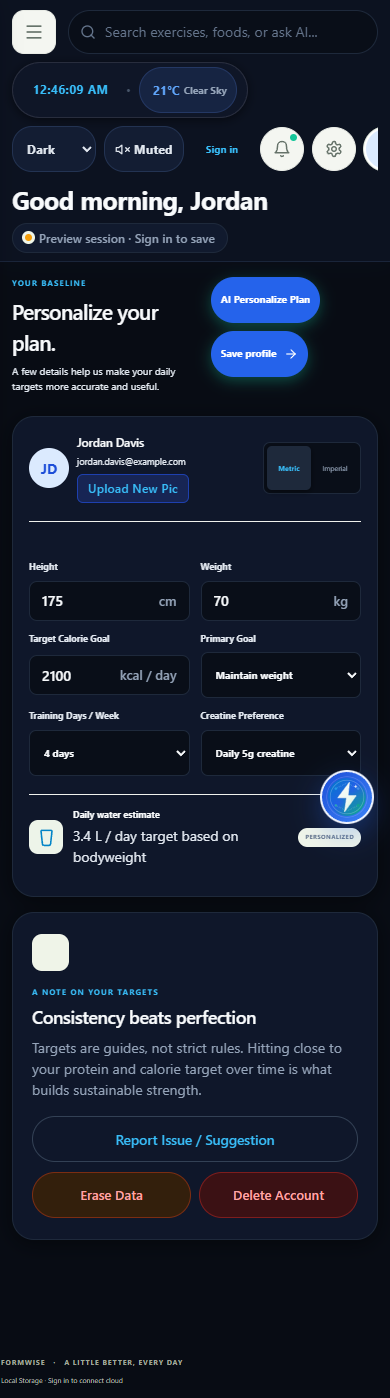 Search exercises, foods, or ask AI...
12:46:09 AM • 21°C Clear Sky
Dark Muted Sign in
Good morning, Jordan
Preview session · Sign in to save
YOUR BASELINE
Personalize your
plan.
A few details help us make your daily
targets more accurate and useful.
AI Personalize Plan
Save profile →
JD
Jordan Davis
jordan.davis@example.com
Upload New Pic
Metric Imperial
Height Weight
175 cm 70 kg
Target Calorie Goal Primary Goal
2100 kcal / day Maintain weight
Training Days / Week Creatine Preference
4 days Daily 5g creatine
Daily water estimate
3.4 L / day target based on
bodyweight
PERSONALIZED
A NOTE ON YOUR TARGETS
Consistency beats perfection
Targets are guides, not strict rules. Hitting close to
your protein and calorie target over time is what
builds sustainable strength.
Report Issue / Suggestion
Erase Data Delete Account
FORMWISE · A LITTLE BETTER, EVERY DAY
Local Storage · Sign in to connect cloud